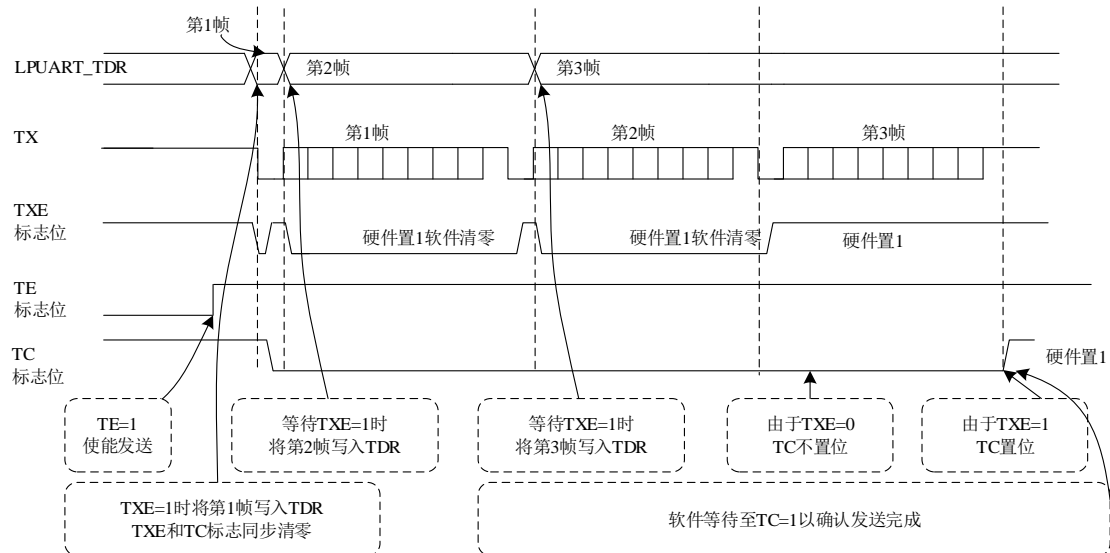 第1帧
LPUART_TDR
第2帧
第3帧
TX
第1帧
第2帧
第3帧
TXE
标志位
硬件置1软件清零
硬件置1软件清零
硬件置1
TE
标志位
TC
标志位
硬件置1
TE=1
使能发送
等待TXE=1时
将第2帧写入TDR
等待TXE=1时
将第3帧写入TDR
由于TXE=0
TC不置位
由于TXE=1
TC置位
TXE=1时将第1帧写入TDR
TXE和TC标志同步清零
软件等待至TC=1以确认发送完成